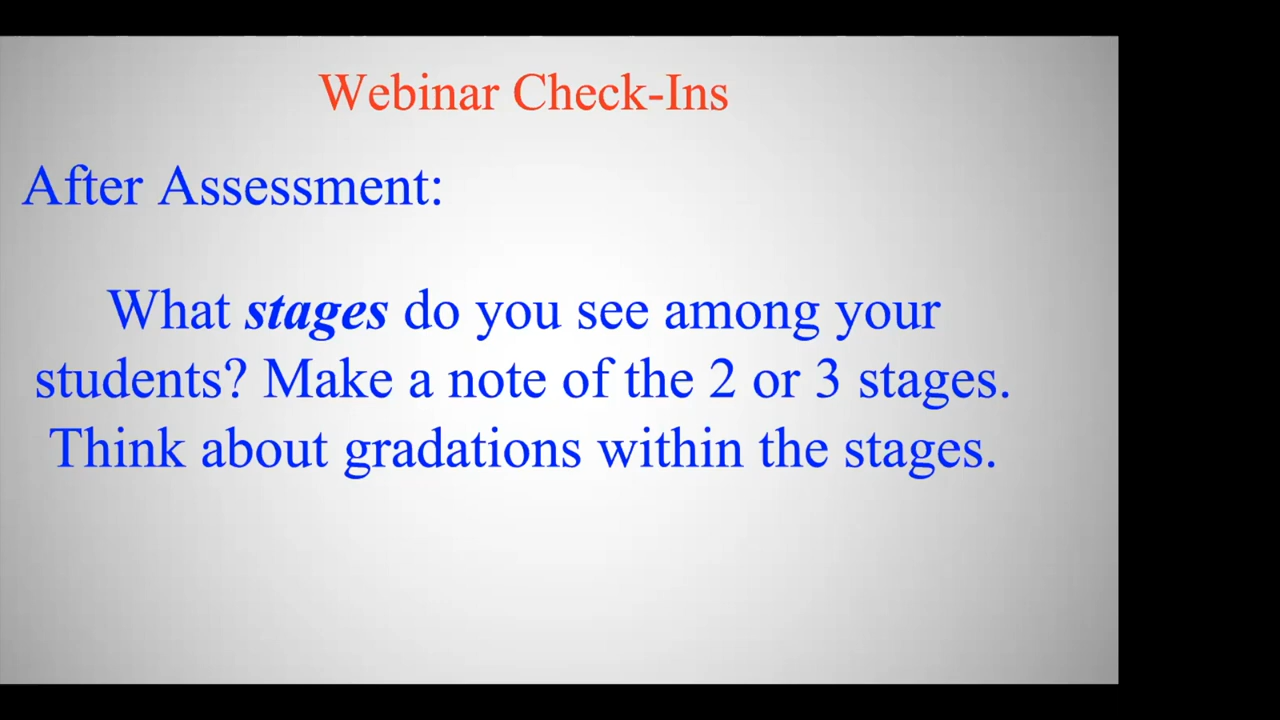 Webinar Check-Ins
After Assessment:
What stages do you see among your
students? Make a note of the 2 or 3 stages.
Think about gradations within the stages.